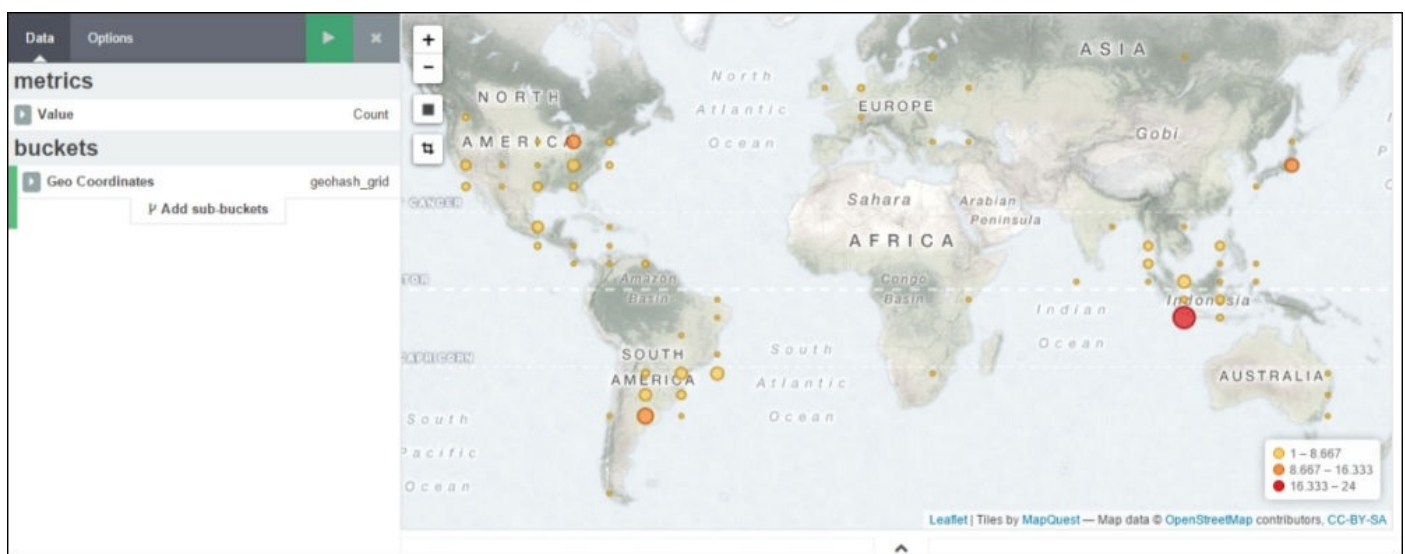 Data Options
metrics
Value Count
buckets
Geo Coordinates geohash_grid
Add sub-buckets
+
−
ASIA
North
Atlantic
Ocean
NORTH
AMERICA
EUROPE
Gobi
CANCER
Sahara
Arabian
Peninsula
AFRICA
TOR
Amazon
Basin
Congo
Basin
Indian
Ocean
Indonesia
CAPRICORN
SOUTH
AMERICA
South
Atlantic
Ocean
AUSTRALIA
South
Pacific
Ocean
1 – 8.667
8.667 – 16.333
16.333 – 24
Leaflet | Tiles by MapQuest — Map data © OpenStreetMap contributors, CC-BY-SA